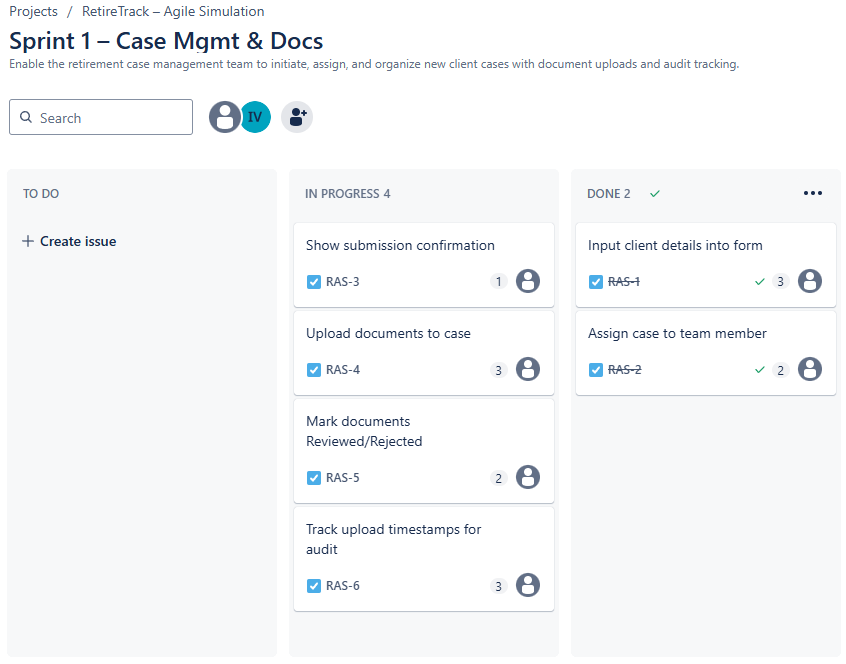 Projects / RetireTrack – Agile Simulation
Sprint 1 – Case Mgmt & Docs
Enable the retirement case management team to initiate, assign, and organize new client cases with document uploads and audit tracking.
Search
IV
TO DO
+ Create issue
IN PROGRESS 4
Show submission confirmation
RAS-3 1
Upload documents to case
RAS-4 3
Mark documents
Reviewed/Rejected
RAS-5 2
Track upload timestamps for
audit
RAS-6 3
DONE 2
Input client details into form
RAS-1 3
Assign case to team member
RAS-2 2